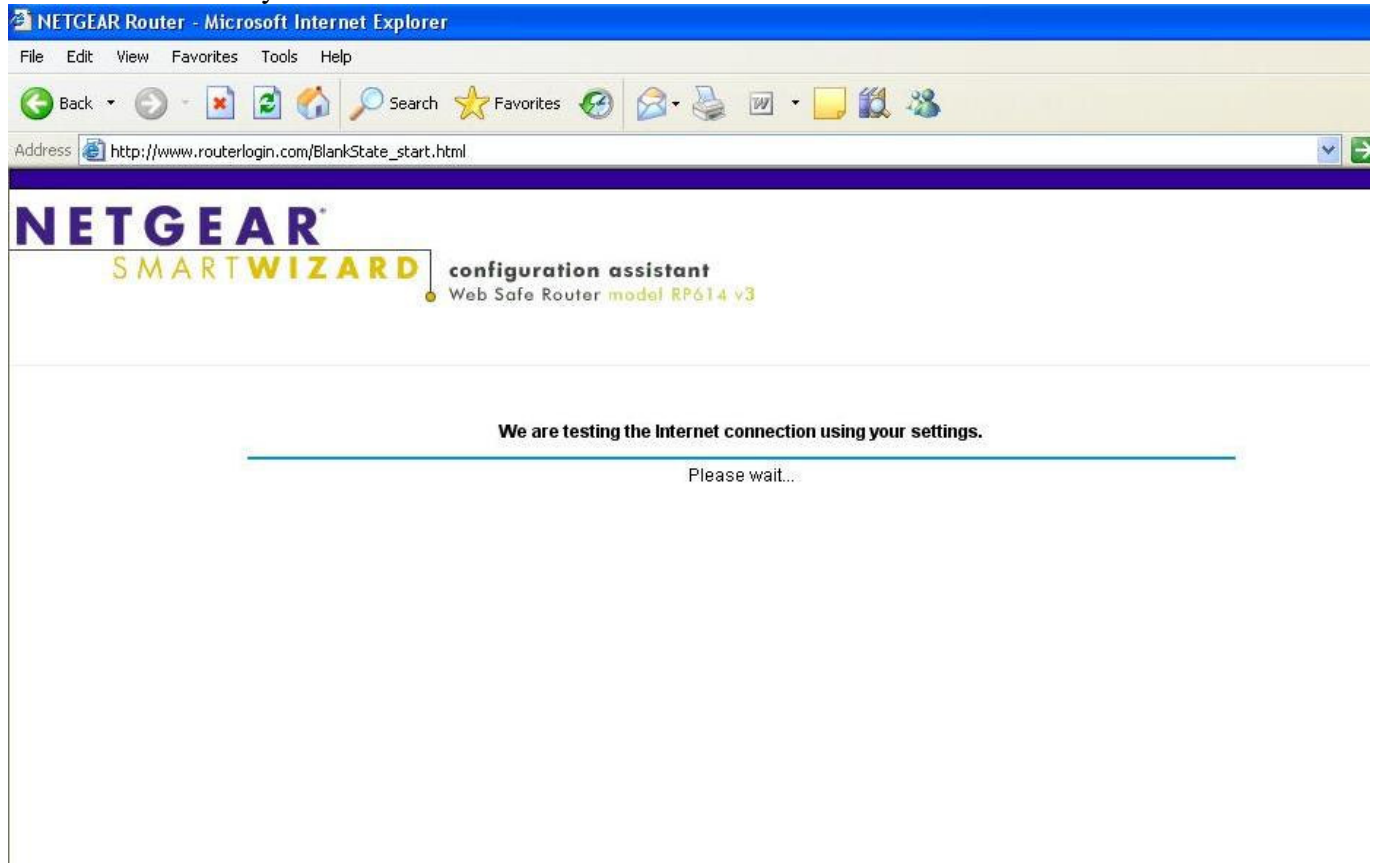 NETGEAR Router - Microsoft Internet Explorer
File Edit View Favorites Tools Help
Back Search Favorites
Address http://www.routerlogin.com/BlankState_start.html
NETGEAR
SMARTWIZARD configuration assistant
Web Safe Router model RP614 v3
We are testing the Internet connection using your settings.
Please wait...